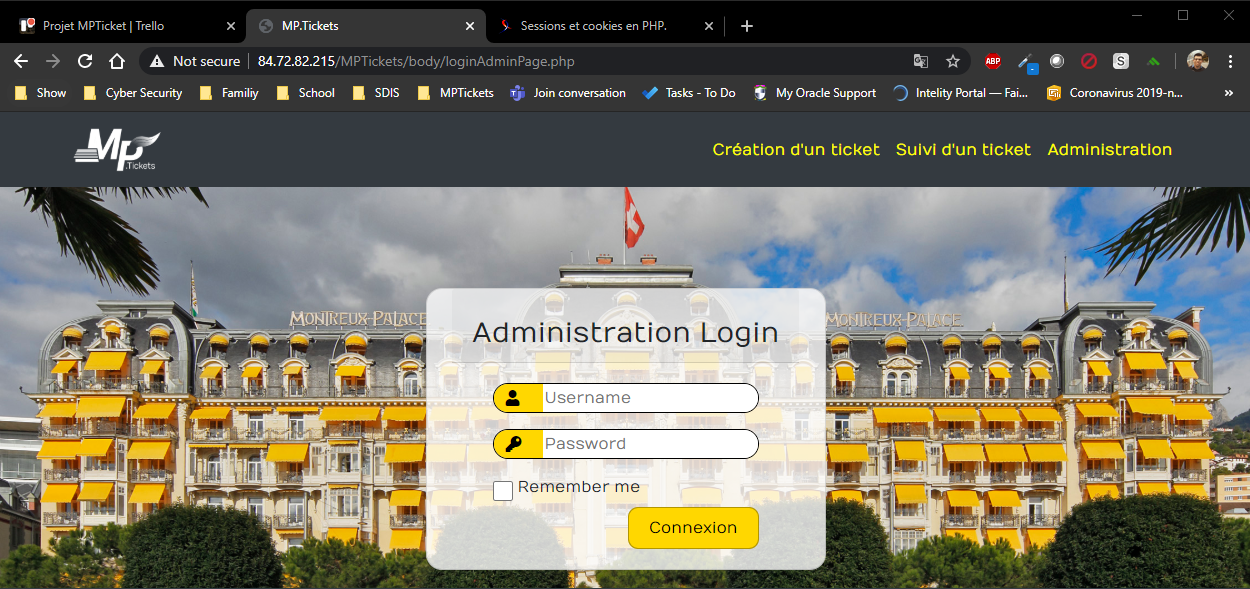 Projet MPTicket | Trello
MP.Tickets
Sessions et cookies en PHP.
Not secure
84.72.82.215/MPTickets/body/loginAdminPage.php
ABP
S
Show
Cyber Security
Familiy
School
SDIS
MPTickets
Join conversation
Tasks - To Do
My Oracle Support
Intelity Portal — Fai...
Coronavirus 2019-n...
»
Mp
.Tickets
Création d'un ticket
Suivi d'un ticket
Administration
MONTREUX-PALACE
MONTREUX-PALACE
Administration Login
Username
Password
Remember me
Connexion